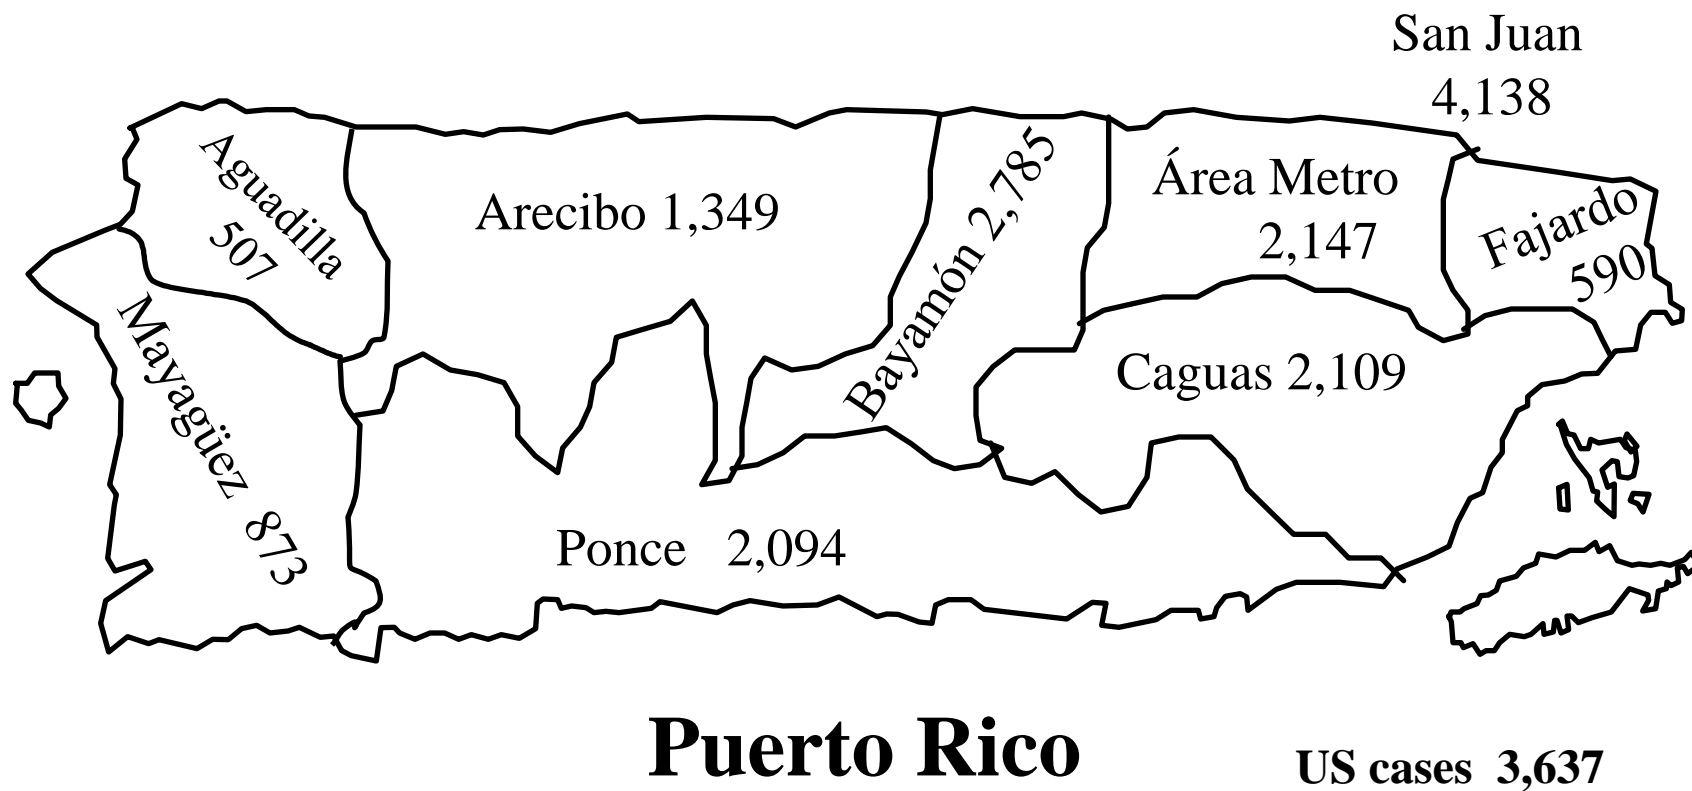 San Juan
4,138
Aguadilla
507
Arecibo 1,349
Bayamón 2,785
Área Metro
2,147
Fajardo
590
Mayagüez 873
Caguas 2,109
Ponce 2,094
Puerto Rico
US cases 3,637